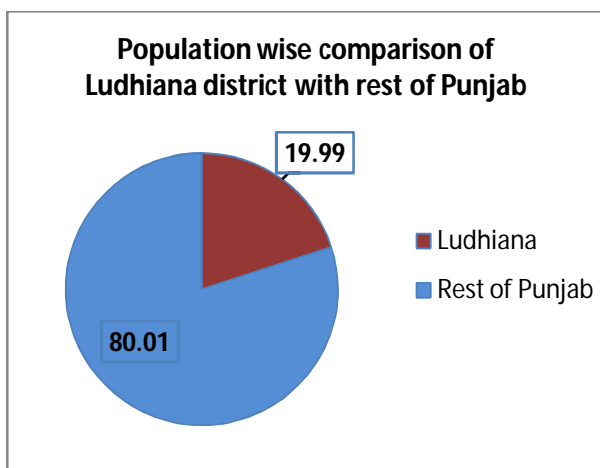 Population wise comparison of
Ludhiana district with rest of Punjab
19.99
Ludhiana
Rest of Punjab
80.01